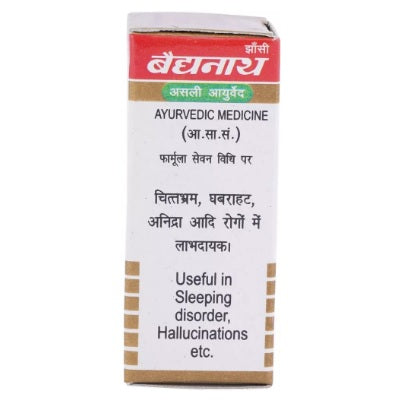 झाँसी
बैद्यनाथ
असली आयुर्वेद
AYURVEDIC MEDICINE
(आ.सा.सं.)
फार्मूला सेवन विधि पर
चित्तभ्रम, घबराहट,
अनिद्रा आदि रोगों में
लाभदायक।
Useful in
Sleeping
disorder,
Hallucinations
etc.